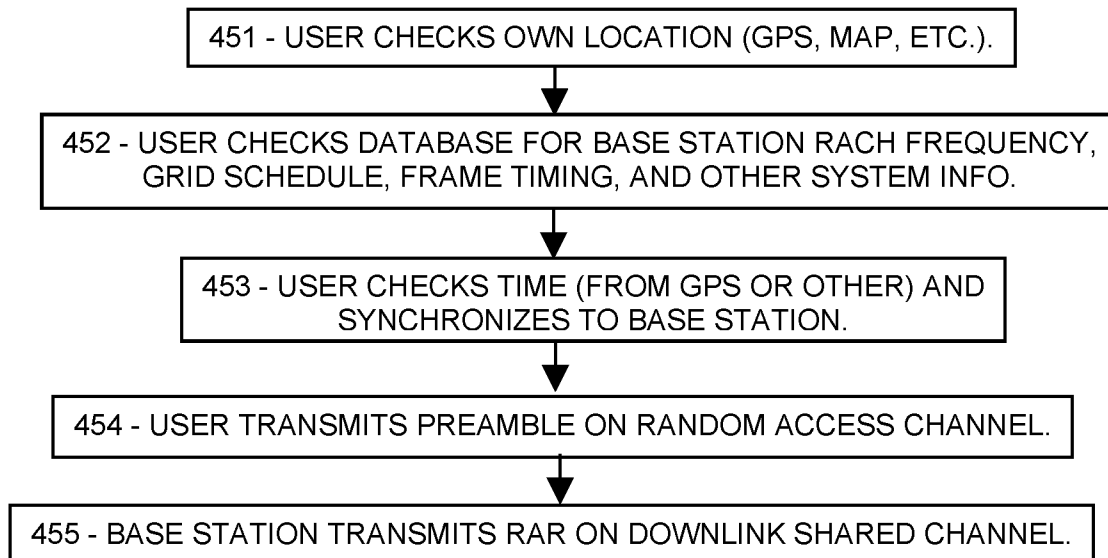 451 - USER CHECKS OWN LOCATION (GPS, MAP, ETC.).
452 - USER CHECKS DATABASE FOR BASE STATION RACH FREQUENCY,
GRID SCHEDULE, FRAME TIMING, AND OTHER SYSTEM INFO.
453 - USER CHECKS TIME (FROM GPS OR OTHER) AND
SYNCHRONIZES TO BASE STATION.
454 - USER TRANSMITS PREAMBLE ON RANDOM ACCESS CHANNEL.
455 - BASE STATION TRANSMITS RAR ON DOWNLINK SHARED CHANNEL.